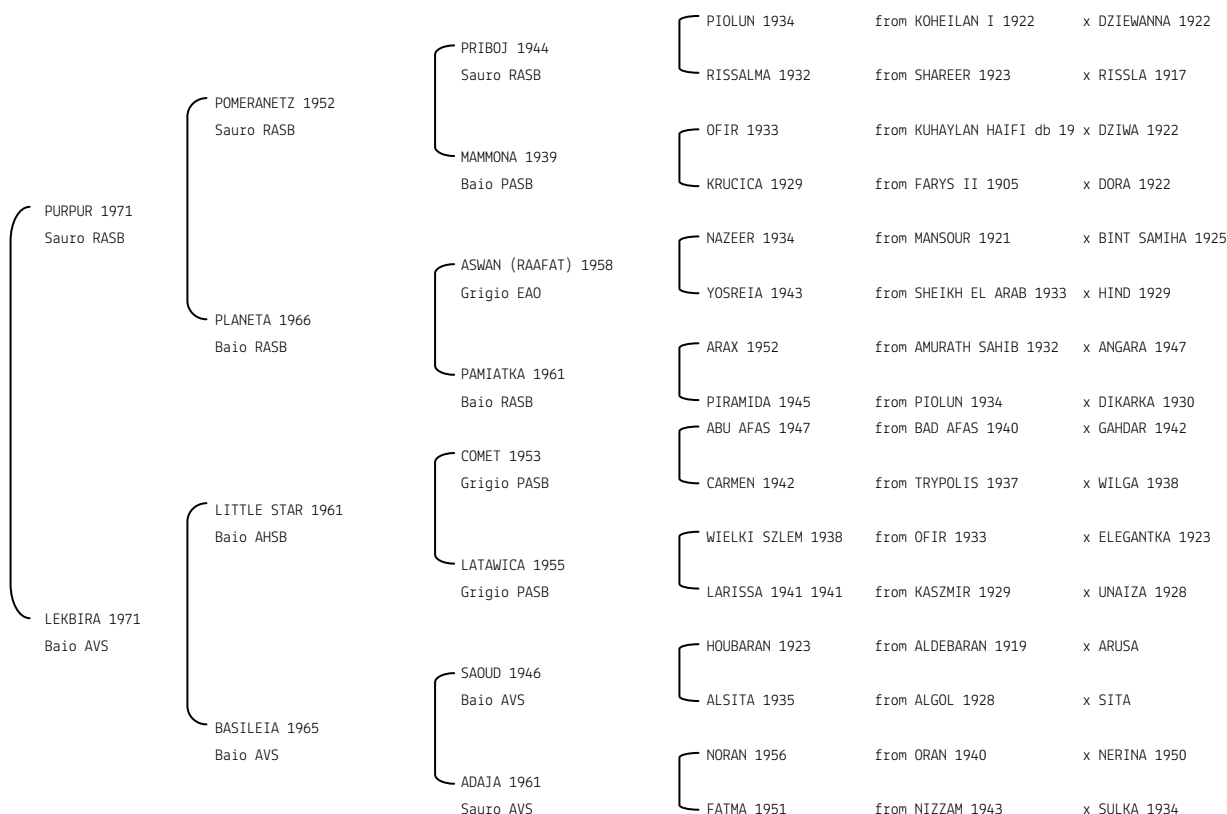 PIOLUN 1934 from KOHEILAN I 1922 x DZIEWANNA 1922
PRIBOJ 1944
Sauro RASB RISSALMA 1932 from SHAREER 1923 x RISSLA 1917
POMERANETZ 1952
Sauro RASB OFIR 1933 from KUHAYLAN HAIFI db 19 x DZIWA 1922
MAMMONA 1939
Baio PASB KRUCICA 1929 from FARYS II 1905 x DORA 1922
PURPUR 1971
Sauro RASB NAZEER 1934 from MANSOUR 1921 x BINT SAMIHA 1925
ASWAN (RAAFAT) 1958
Grigio EAO YOSREIA 1943 from SHEIKH EL ARAB 1933 x HIND 1929
PLANETA 1966
Baio RASB ARAX 1952 from AMURATH SAHIB 1932 x ANGARA 1947
PAMIATKA 1961
Baio RASB PIRAMIDA 1945 from PIOLUN 1934 x DIKARKA 1930
ABU AFAS 1947 from BAD AFAS 1940 x GAHDAR 1942
COMET 1953
Grigio PASB CARMEN 1942 from TRYPOLIS 1937 x WILGA 1938
LITTLE STAR 1961
Baio AHSB WIELKI SZLEM 1938 from OFIR 1933 x ELEGANTKA 1923
LATAWICA 1955
Grigio PASB LARISSA 1941 1941 from KASZMIR 1929 x UNAIZA 1928
LEKBIRA 1971
Baio AVS HOUBARAN 1923 from ALDEBARAN 1919 x ARUSA
SAOUD 1946
Baio AVS ALSITA 1935 from ALGOL 1928 x SITA
BASILEIA 1965
Baio AVS NORAN 1956 from ORAN 1940 x NERINA 1950
ADAJA 1961
Sauro AVS FATMA 1951 from NIZZAM 1943 x SULKA 1934